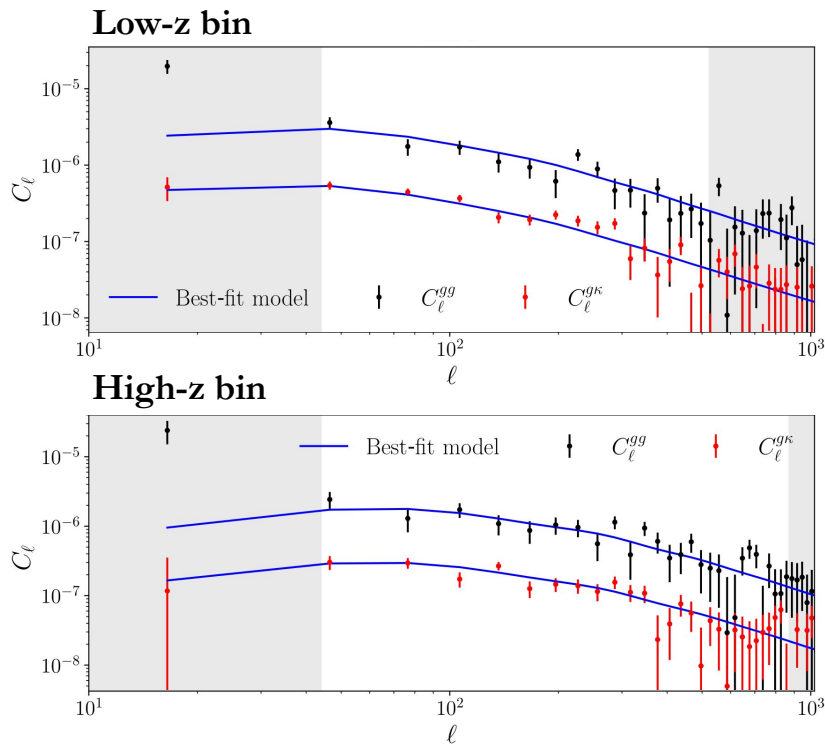 Low-z bin
10⁻⁵
10⁻⁶
10⁻⁷
10⁻⁸
C_ℓ
Best-fit model C_ℓ^{gg} C_ℓ^{gκ}
10¹ 10² 10³
ℓ
High-z bin
Best-fit model C_ℓ^{gg} C_ℓ^{gκ}
10⁻⁵
10⁻⁶
10⁻⁷
10⁻⁸
C_ℓ
10¹ 10² 10³
ℓ